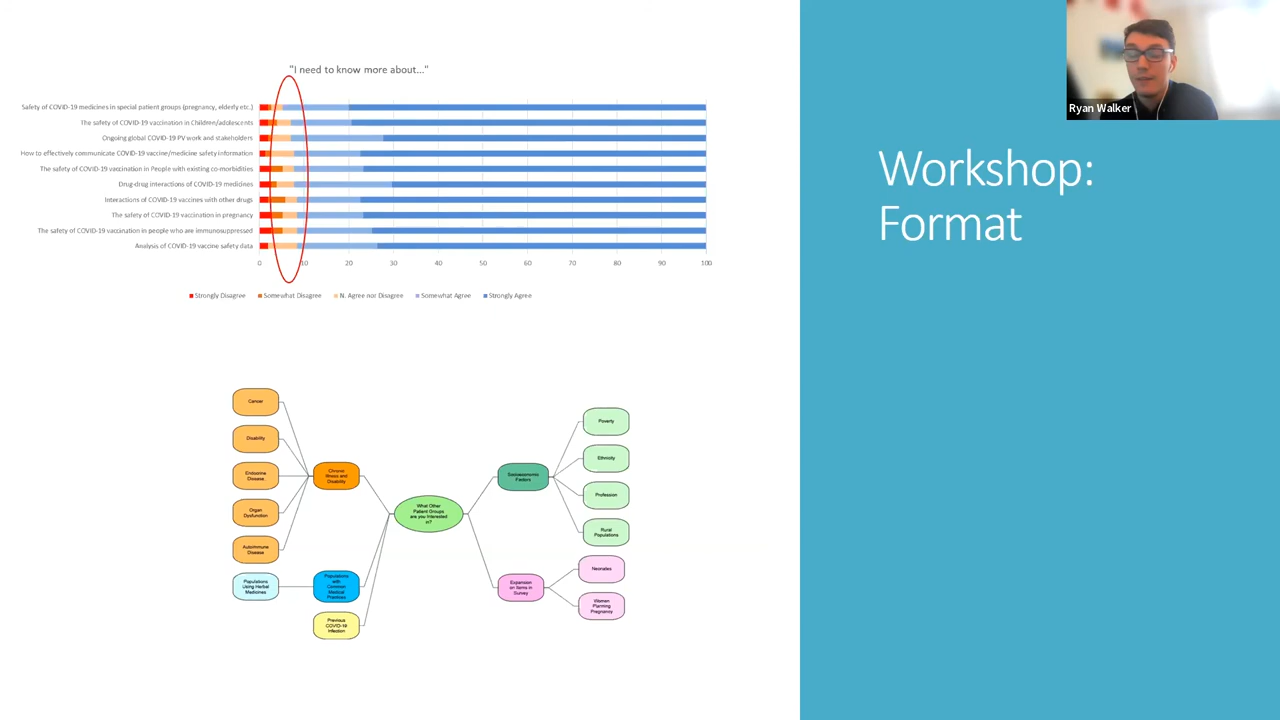 Ryan Walker
Workshop:
Format
"I need to know more about..."
Safety of COVID-19 medicines in special patient groups (pregnancy, elderly etc.)
The safety of COVID-19 vaccination in Children/adolescents
Ongoing global COVID-19 PV work and stakeholders
How to effectively communicate COVID-19 vaccine/medicine safety information
The safety of COVID-19 vaccination in People with existing co-morbidities
Drug-drug interactions of COVID-19 medicines
Interactions of COVID-19 vaccines with other drugs
The safety of COVID-19 vaccination in pregnancy
The safety of COVID-19 vaccination in people who are immunosuppressed
Analysis of COVID-19 vaccine safety data
0 10 20 30 40 50 60 70 80 90 100
Strongly Disagree Somewhat Disagree N. Agree nor Disagree Somewhat Agree Strongly Agree
Cancer
Disability
Endocrine
Disease
Organ
Dysfunction
Autoimmune
Disease
Populations
Using Herbal
Medicines
Chronic
Illness and
Disability
Populations
with
Common
Medical
Practices
Previous
COVID-19
Infection
What Other
Patient Groups
are you Interested
in?
Socioeconomic
Factors
Expansion
on Items in
Survey
Poverty
Ethnicity
Profession
Rural
Populations
Neonates
Women
Planning
Pregnancy